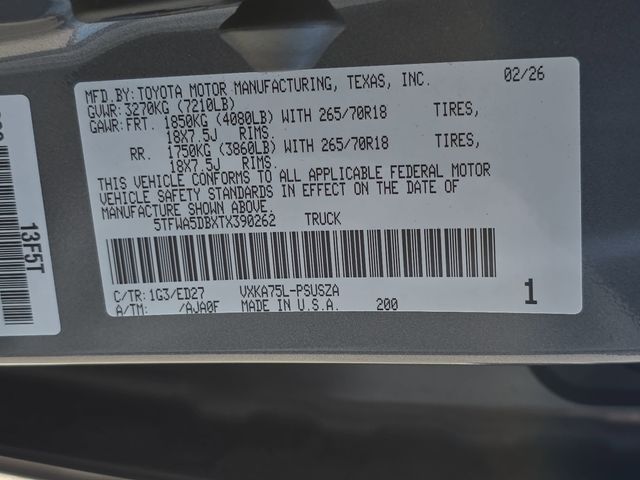 MFD.BY: TOYOTA MOTOR MANUFACTURING, TEXAS, INC. 02/26
GVWR: 3270KG (7210LB)
GAWR: FRT. 1850KG (4080LB) WITH 265/70R18 TIRES,
18X7.5J RIMS.
RR. 1750KG (3860LB) WITH 265/70R18 TIRES,
18X7.5J RIMS.
THIS VEHICLE CONFORMS TO ALL APPLICABLE FEDERAL MOTOR
VEHICLE SAFETY STANDARDS IN EFFECT ON THE DATE OF
MANUFACTURE SHOWN ABOVE.
5TFWA5DBXTX390262 TRUCK
C/TR: 1G3/ED27 VXKA75L-PSUSZA
A/TM: /AJA0F MADE IN U.S.A. 200 1
13F5T